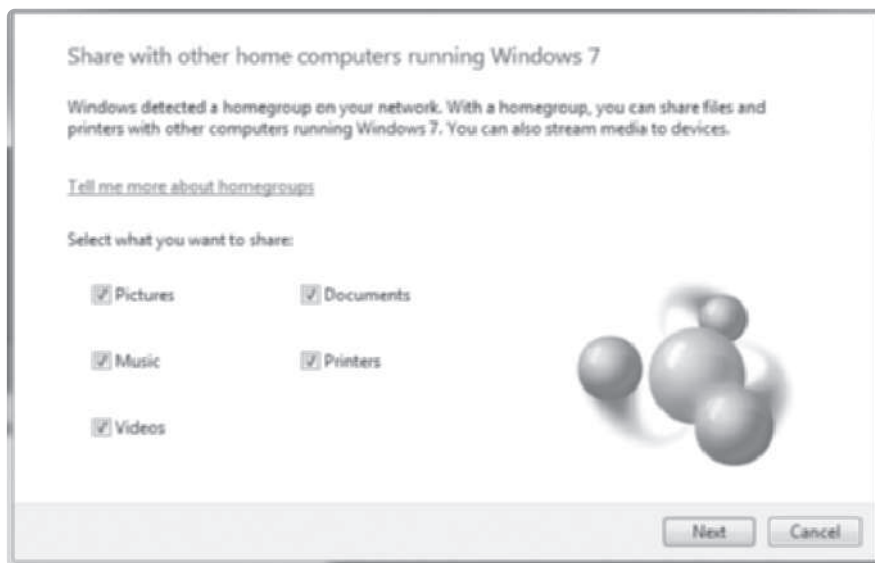 Share with other home computers running Windows 7
Windows detected a homegroup on your network. With a homegroup, you can share files and
printers with other computers running Windows 7. You can also stream media to devices.
Tell me more about homegroups
Select what you want to share:
Pictures Documents
Music Printers
Videos
Next Cancel